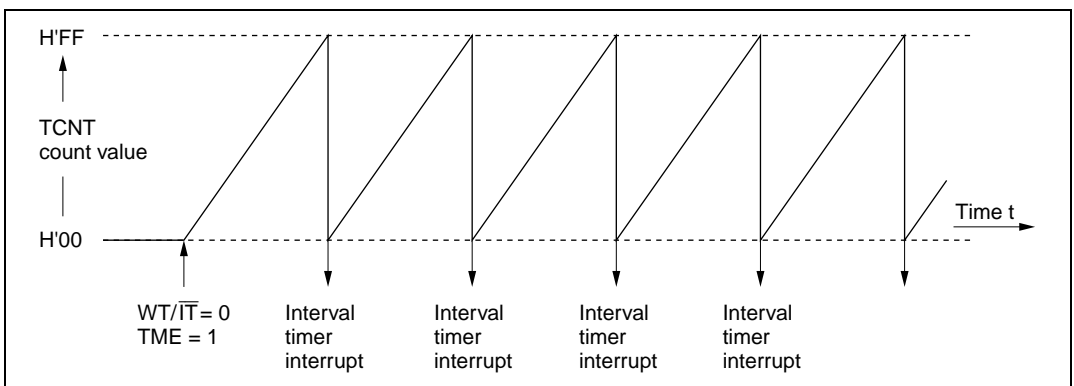 H'FF
TCNT
count value
H'00
Time t
WT/I̅T̅ = 0
TME = 1
Interval
timer
interrupt
Interval
timer
interrupt
Interval
timer
interrupt
Interval
timer
interrupt